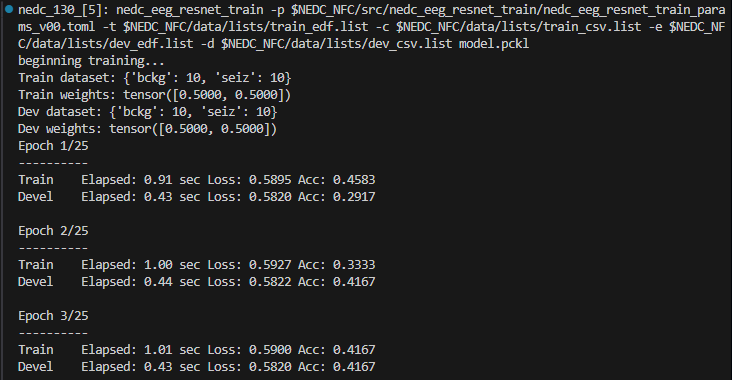 nedc_130_[5]: nedc_eeg_resnet_train -p $NEDC_NFC/src/nedc_eeg_resnet_train/nedc_eeg_resnet_train_para
ms_v00.toml -t $NEDC_NFC/data/lists/train_edf.list -c $NEDC_NFC/data/lists/train_csv.list -e $NEDC_NF
C/data/lists/dev_edf.list -d $NEDC_NFC/data/lists/dev_csv.list model.pckl
beginning training...
Train dataset: {'bckg': 10, 'seiz': 10}
Train weights: tensor([0.5000, 0.5000])
Dev dataset: {'bckg': 10, 'seiz': 10}
Dev weights: tensor([0.5000, 0.5000])
Epoch 1/25
----------
Train    Elapsed: 0.91 sec Loss: 0.5895 Acc: 0.4583
Devel    Elapsed: 0.43 sec Loss: 0.5820 Acc: 0.2917

Epoch 2/25
----------
Train    Elapsed: 1.00 sec Loss: 0.5927 Acc: 0.3333
Devel    Elapsed: 0.44 sec Loss: 0.5822 Acc: 0.4167

Epoch 3/25
----------
Train    Elapsed: 1.01 sec Loss: 0.5900 Acc: 0.4167
Devel    Elapsed: 0.43 sec Loss: 0.5820 Acc: 0.4167